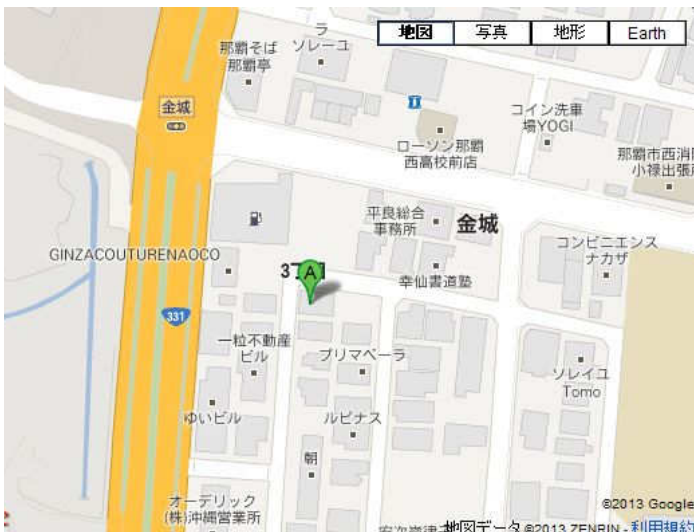 ラ
ソレーユ
地図
写真
地形
Earth
那覇そば
那覇亭
金城
コイン洗車
場YOGI
ローソン那覇
西高校前店
那覇市西消
小禄出張所
平良総合
事務所
金城
GINZACOUTURENAOCO
コンビニエンス
ナカザ
3丁目
A
幸仙書道塾
331
一粒不動産
ビル
プリマベーラ
ソレイユ
Tomo
ゆいビル
ルピナス
朝
オーデリック
(株)沖縄営業所
©2013 Google
地図データ ©2013 ZENRIN - 利用規約